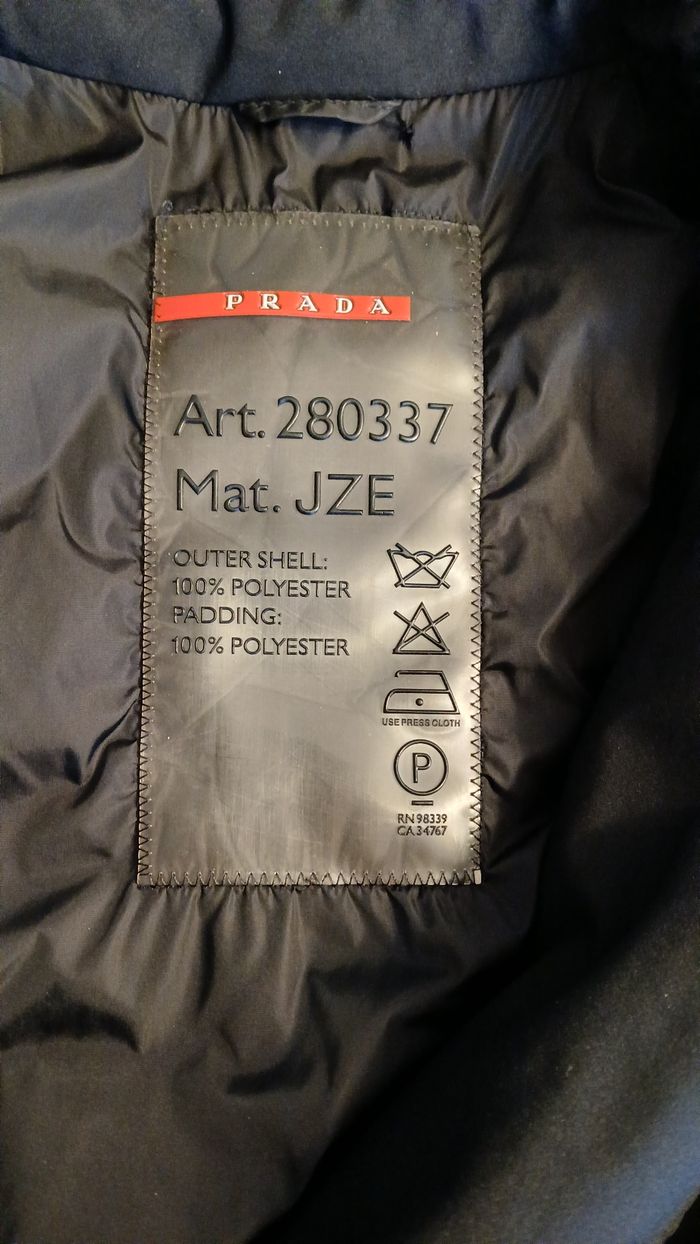 PRADA
Art. 280337
Mat. JZE
OUTER SHELL:
100% POLYESTER
PADDING:
100% POLYESTER
USE PRESS CLOTH
P
RN 98339
CA 34767